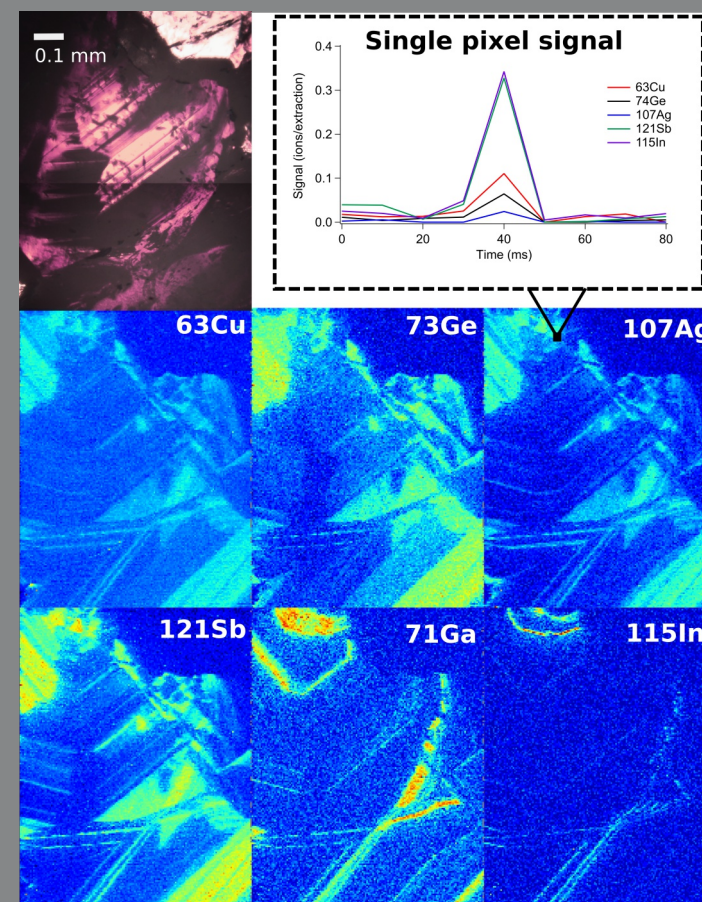 0.1 mm
Single pixel signal
Signal (ions/extraction)
0.4
0.3
0.2
0.1
0.0
0
20
40
60
80
Time (ms)
63Cu
74Ge
107Ag
121Sb
115In
63Cu
73Ge
107Ag
121Sb
71Ga
115In